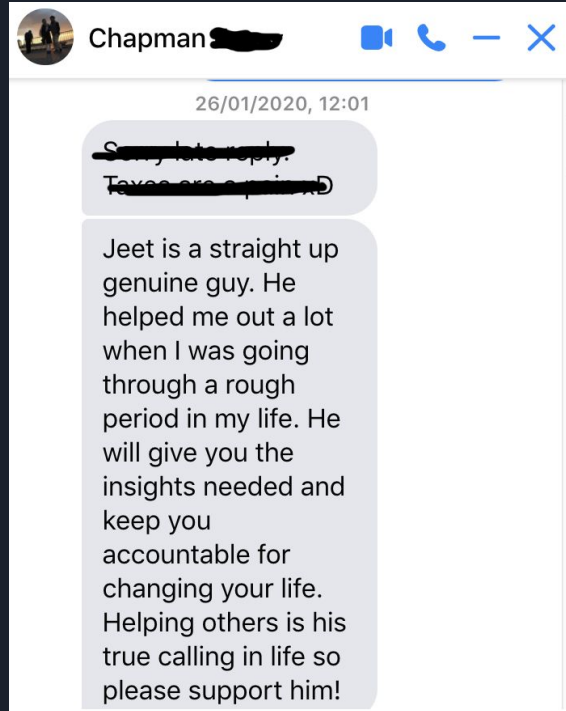 Chapman
26/01/2020, 12:01
Jeet is a straight up
genuine guy. He
helped me out a lot
when I was going
through a rough
period in my life. He
will give you the
insights needed and
keep you
accountable for
changing your life.
Helping others is his
true calling in life so
please support him!